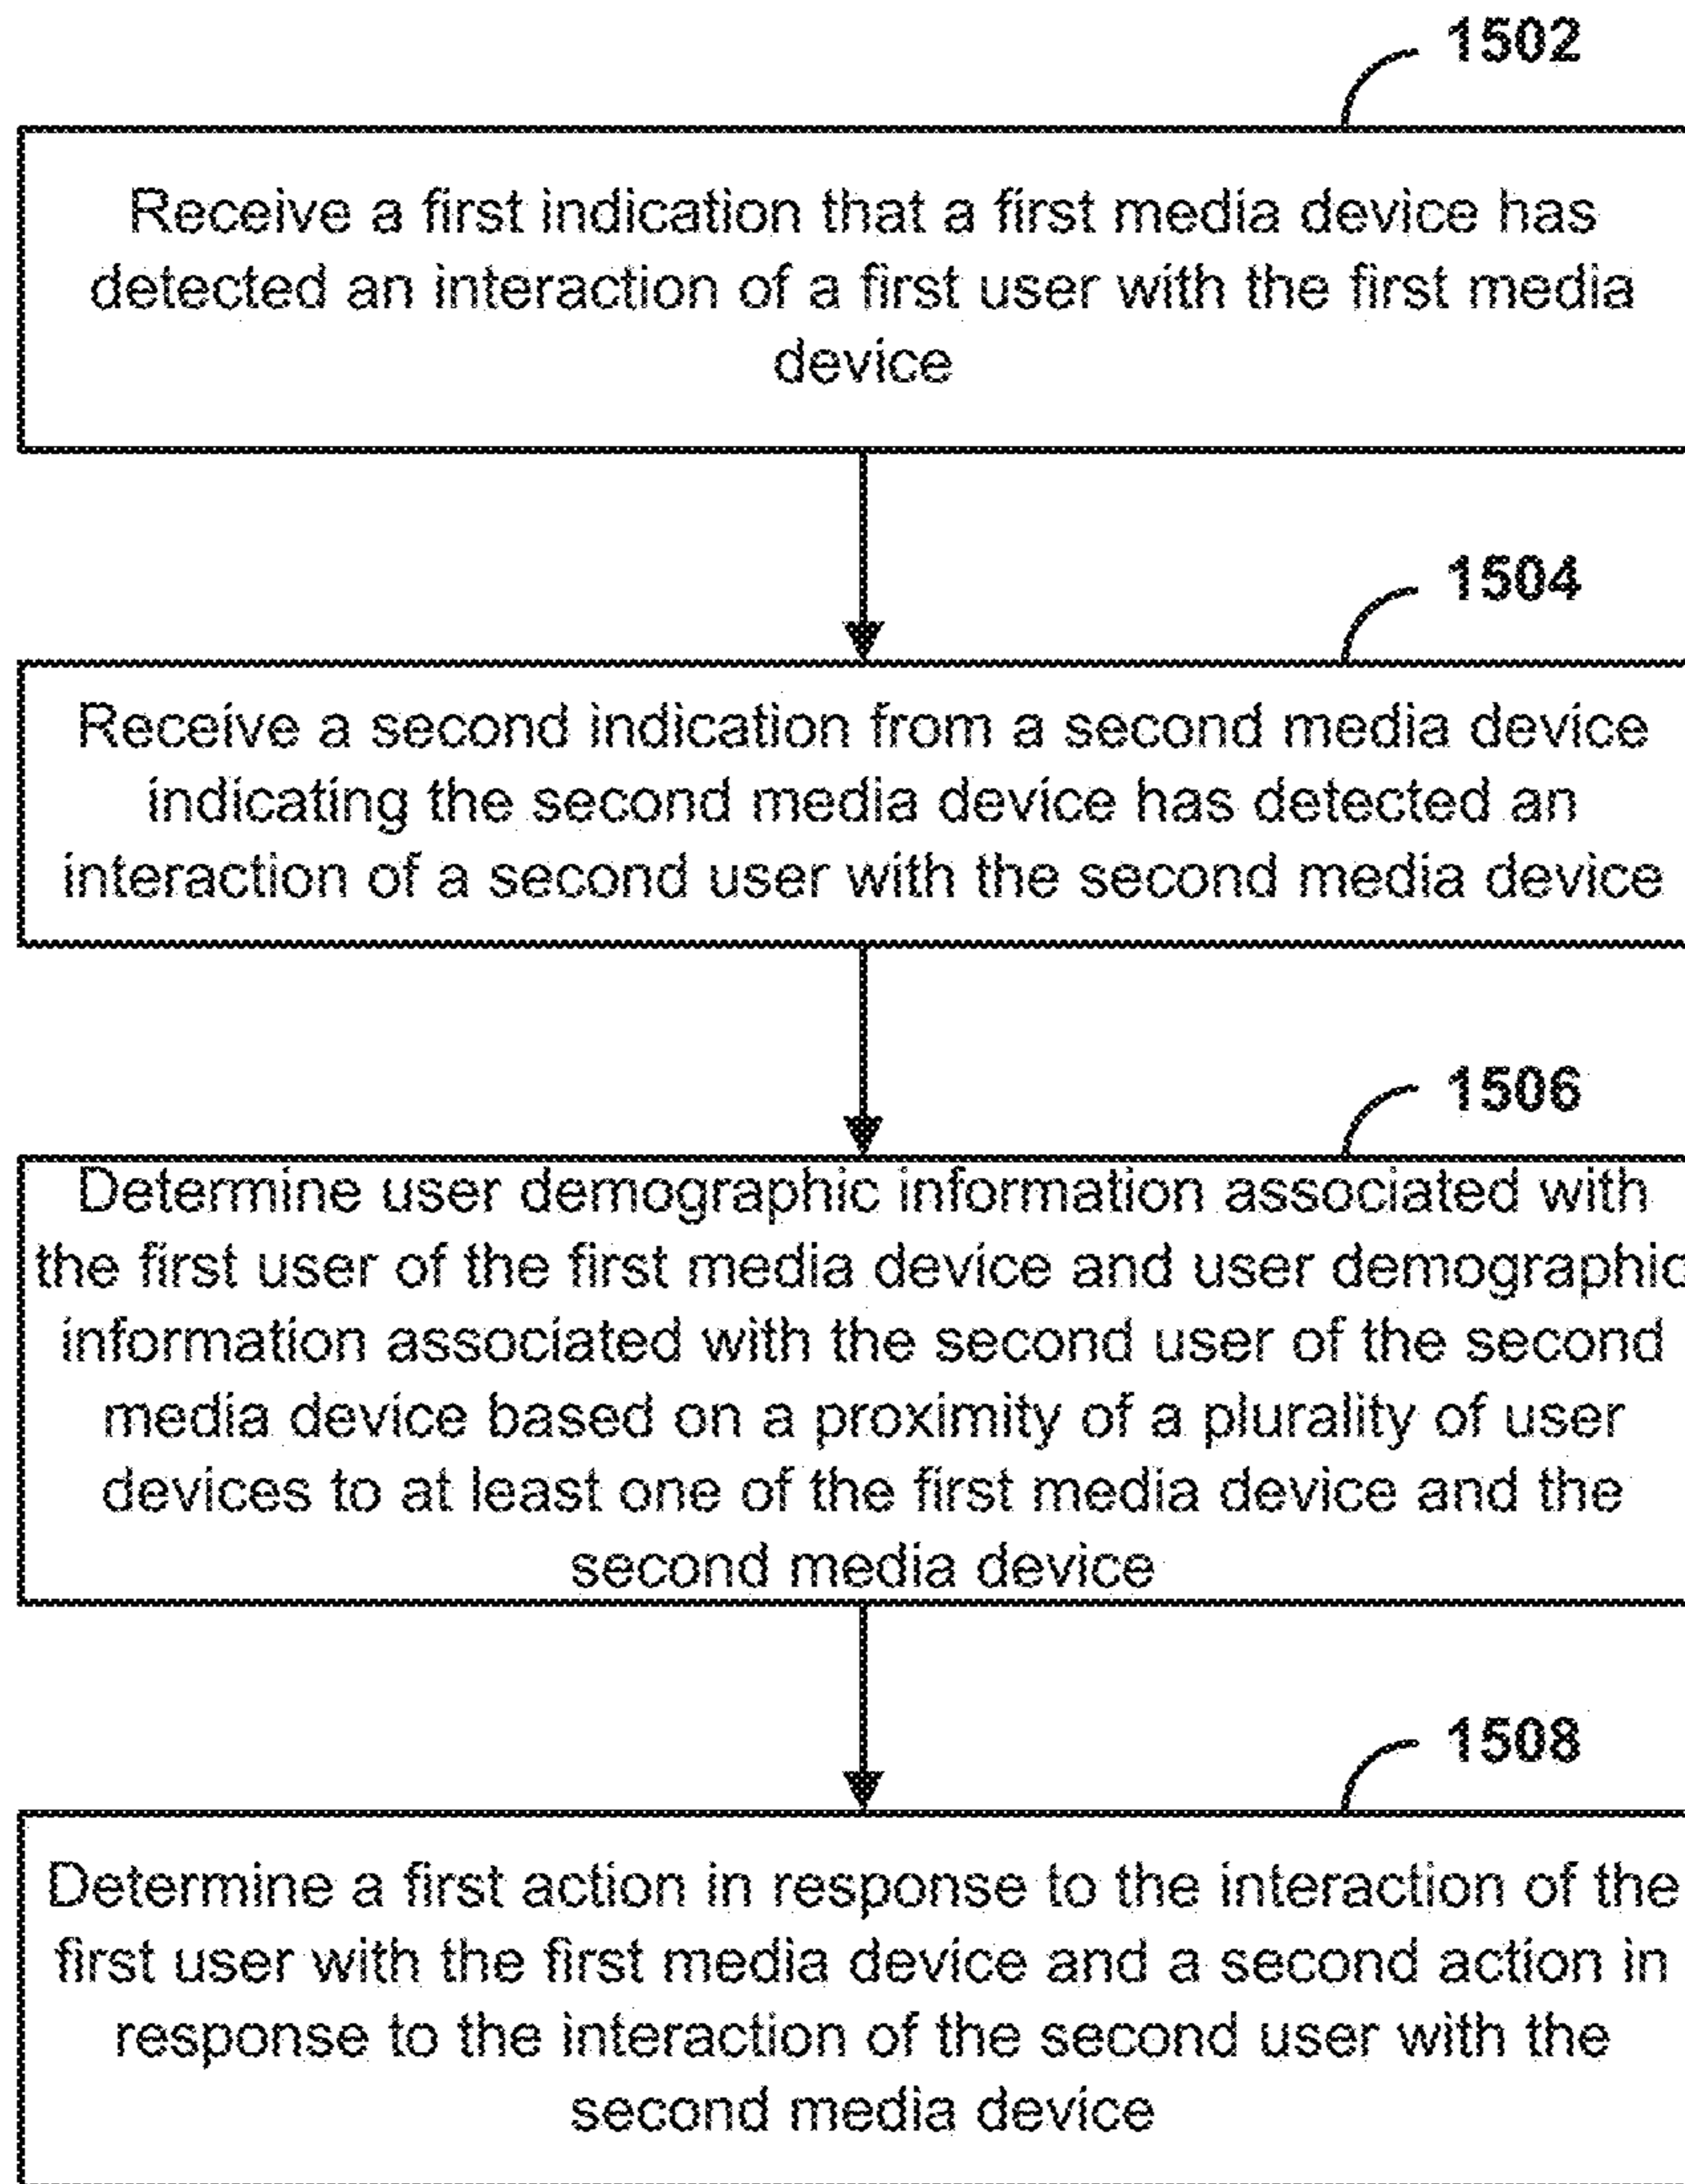 1502
Receive a first indication that a first media device has
detected an interaction of a first user with the first media
device
1504
Receive a second indication from a second media device
indicating the second media device has detected an
interaction of a second user with the second media device
1506
Determine user demographic information associated with
the first user of the first media device and user demographic
information associated with the second user of the second
media device based on a proximity of a plurality of user
devices to at least one of the first media device and the
second media device
1508
Determine a first action in response to the interaction of the
first user with the first media device and a second action in
response to the interaction of the second user with the
second media device